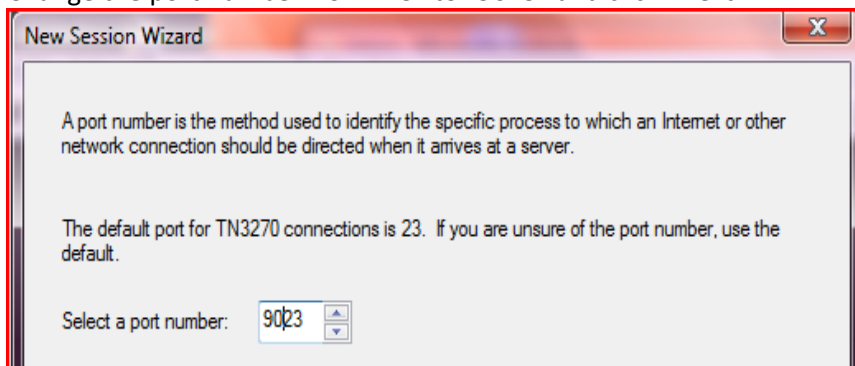 New Session Wizard
A port number is the method used to identify the specific process to which an Internet or other
network connection should be directed when it arrives at a server.
The default port for TN3270 connections is 23. If you are unsure of the port number, use the
default.
Select a port number: 9023